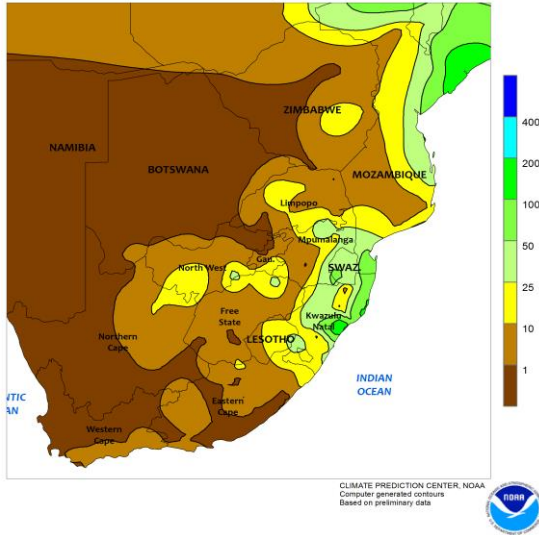 ZIMBABWE
NAMIBIA
BOTSWANA
MOZAMBIQUE
Limpopo
Mpumalanga
Gau.
North West
SWAZ.
Free
State
Kwazulu
Natal
LESOTHO
Northern
Cape
Eastern
Cape
Western
Cape
INDIAN
OCEAN
NTIC
AN
400
200
100
50
25
10
1
CLIMATE PREDICTION CENTER, NOAA
Computer generated contours
Based on preliminary data
NOAA